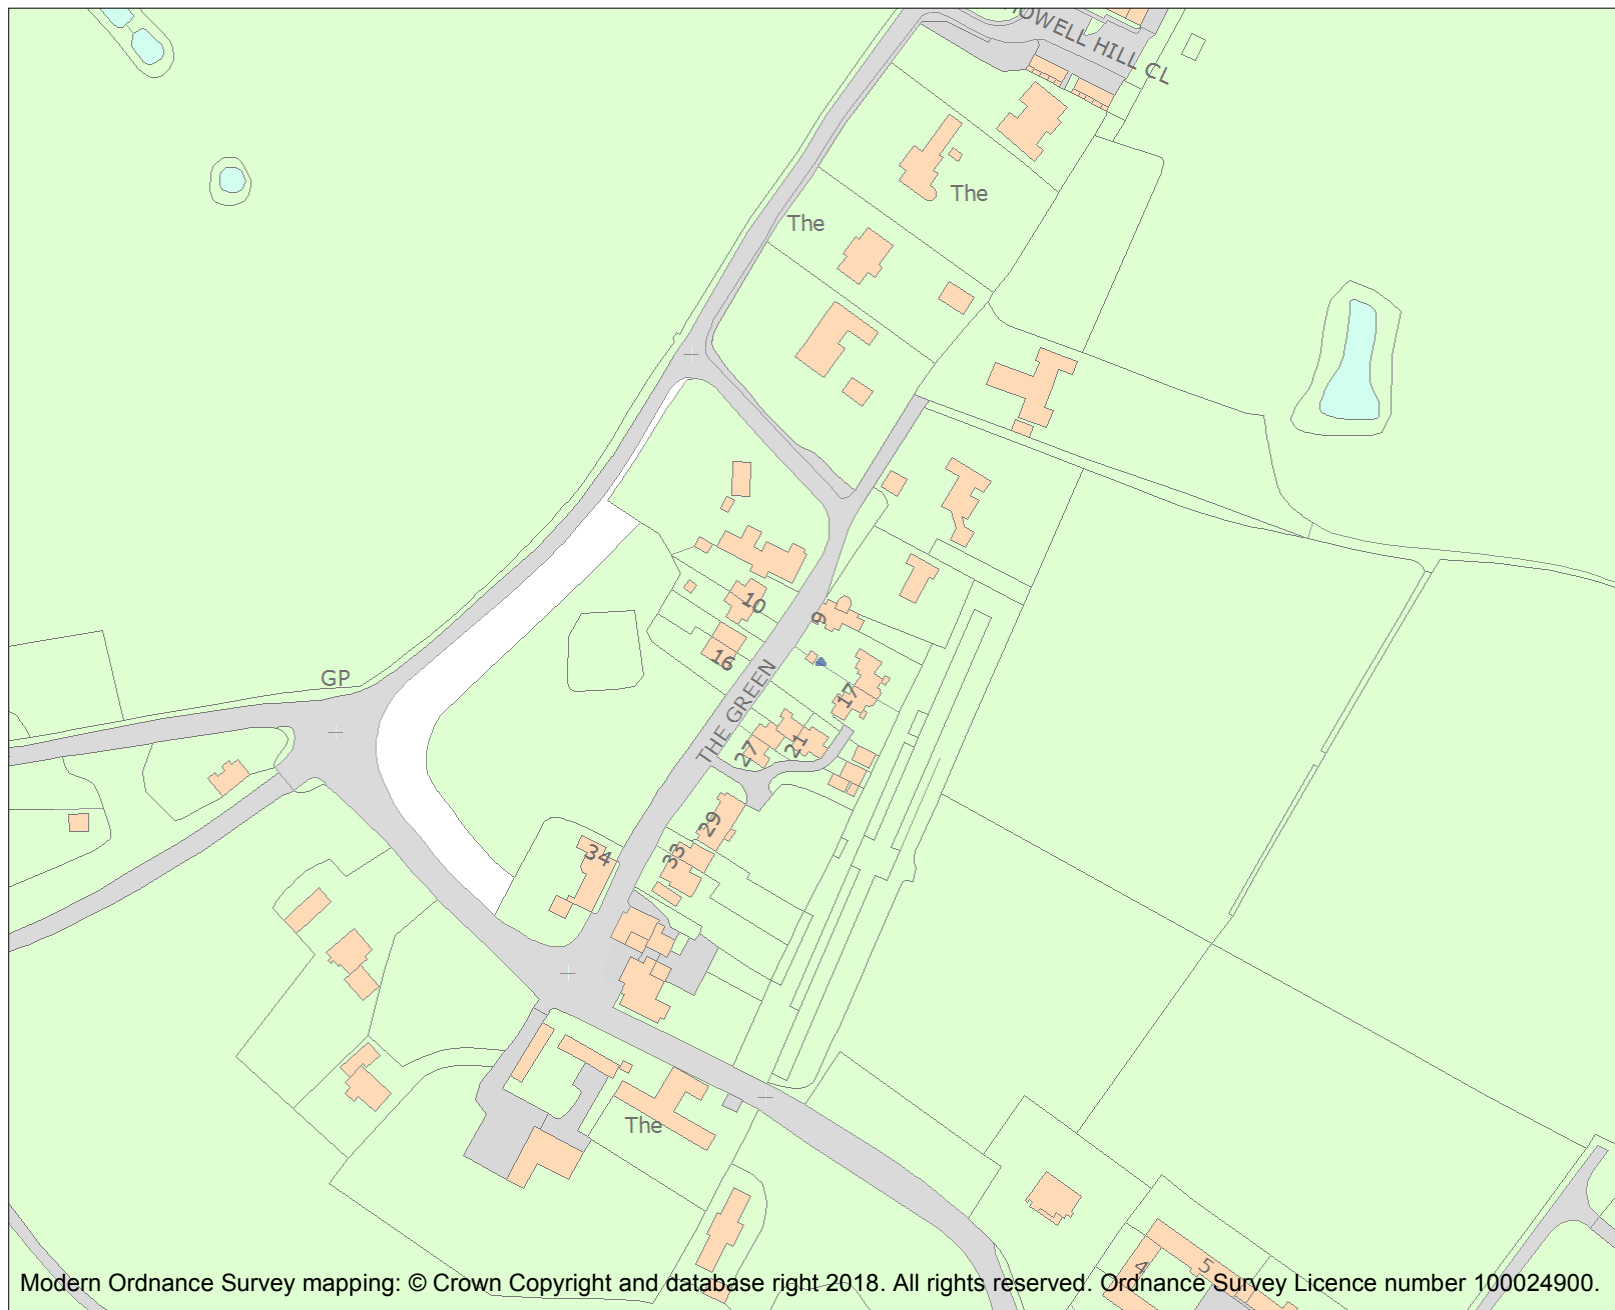 HOWELL HILL CL
The
The
10
9
16
GP
THE GREEN
17
27
21
29
33
34
The
4
5
Modern Ordnance Survey mapping: © Crown Copyright and database right 2018. All rights reserved. Ordnance Survey Licence number 100024900.